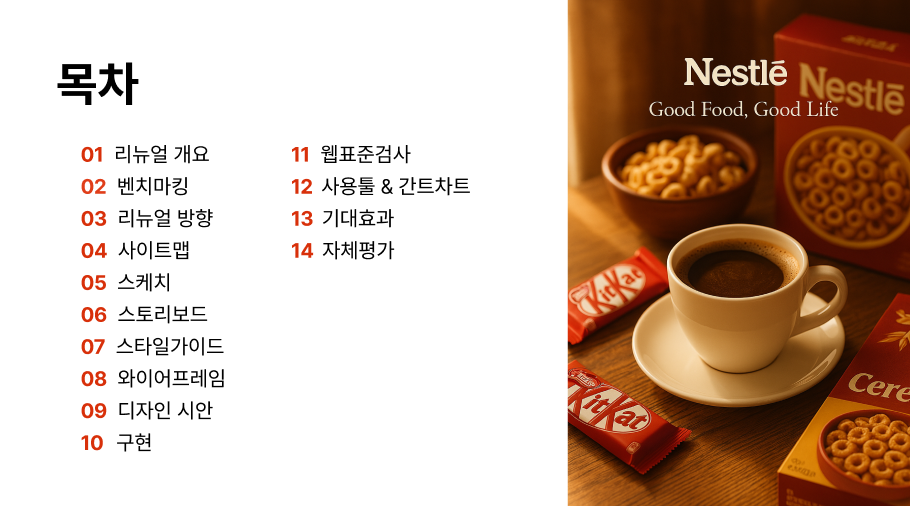 목차
01 리뉴얼 개요
02 벤치마킹
03 리뉴얼 방향
04 사이트맵
05 스케치
06 스토리보드
07 스타일가이드
08 와이어프레임
09 디자인 시안
10 구현
11 웹표준검사
12 사용툴 & 간트차트
13 기대효과
14 자체평가
Nestlé
Good Food, Good Life
Nestlē
KitKat
KitKat
Cere